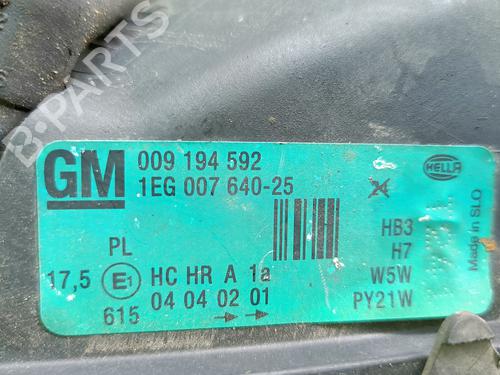 B-PARTS
GM
009 194 592
1EG 007 640-25
HELLA
PL
17,5 E1 HC HR A 1a
04 04 02 01
615
HB3
H7
W5W
PY21W
Made in SLO